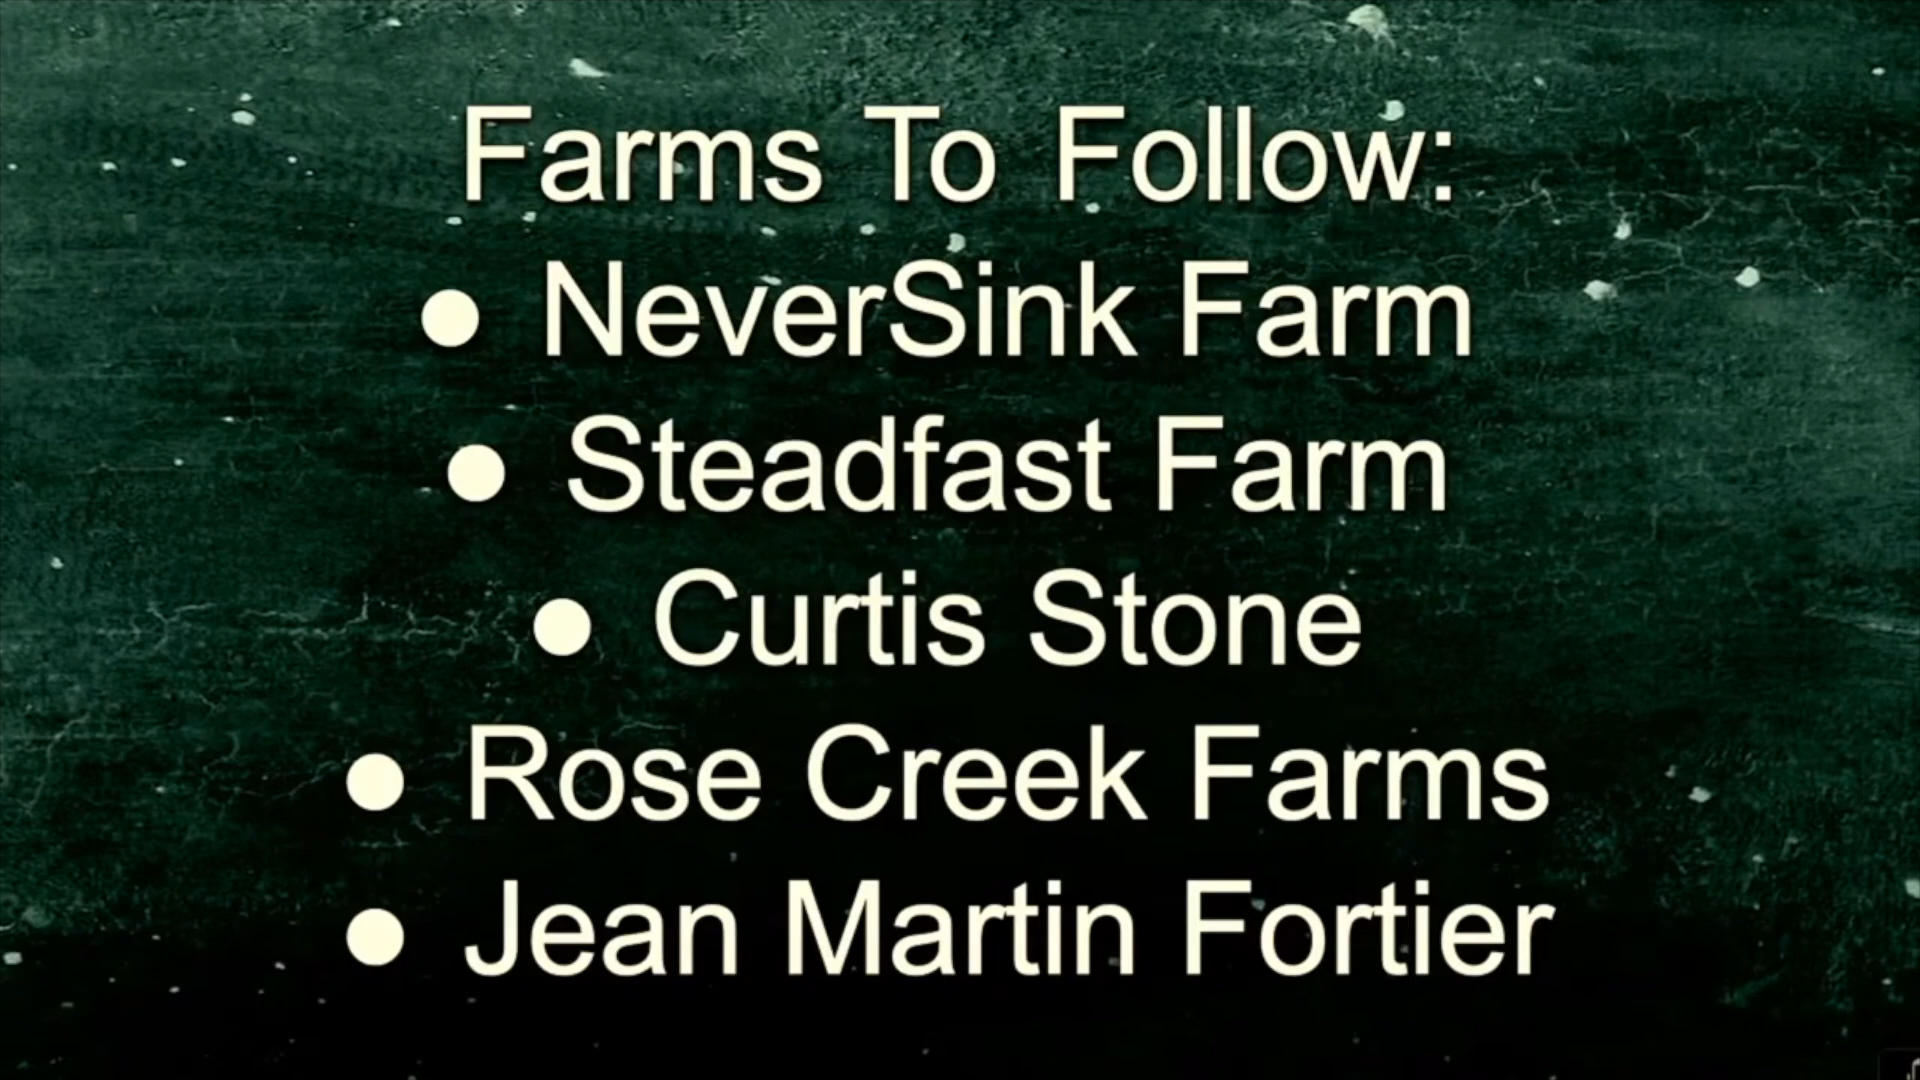 Farms To Follow:
● NeverSink Farm
● Steadfast Farm
● Curtis Stone
● Rose Creek Farms
● Jean Martin Fortier